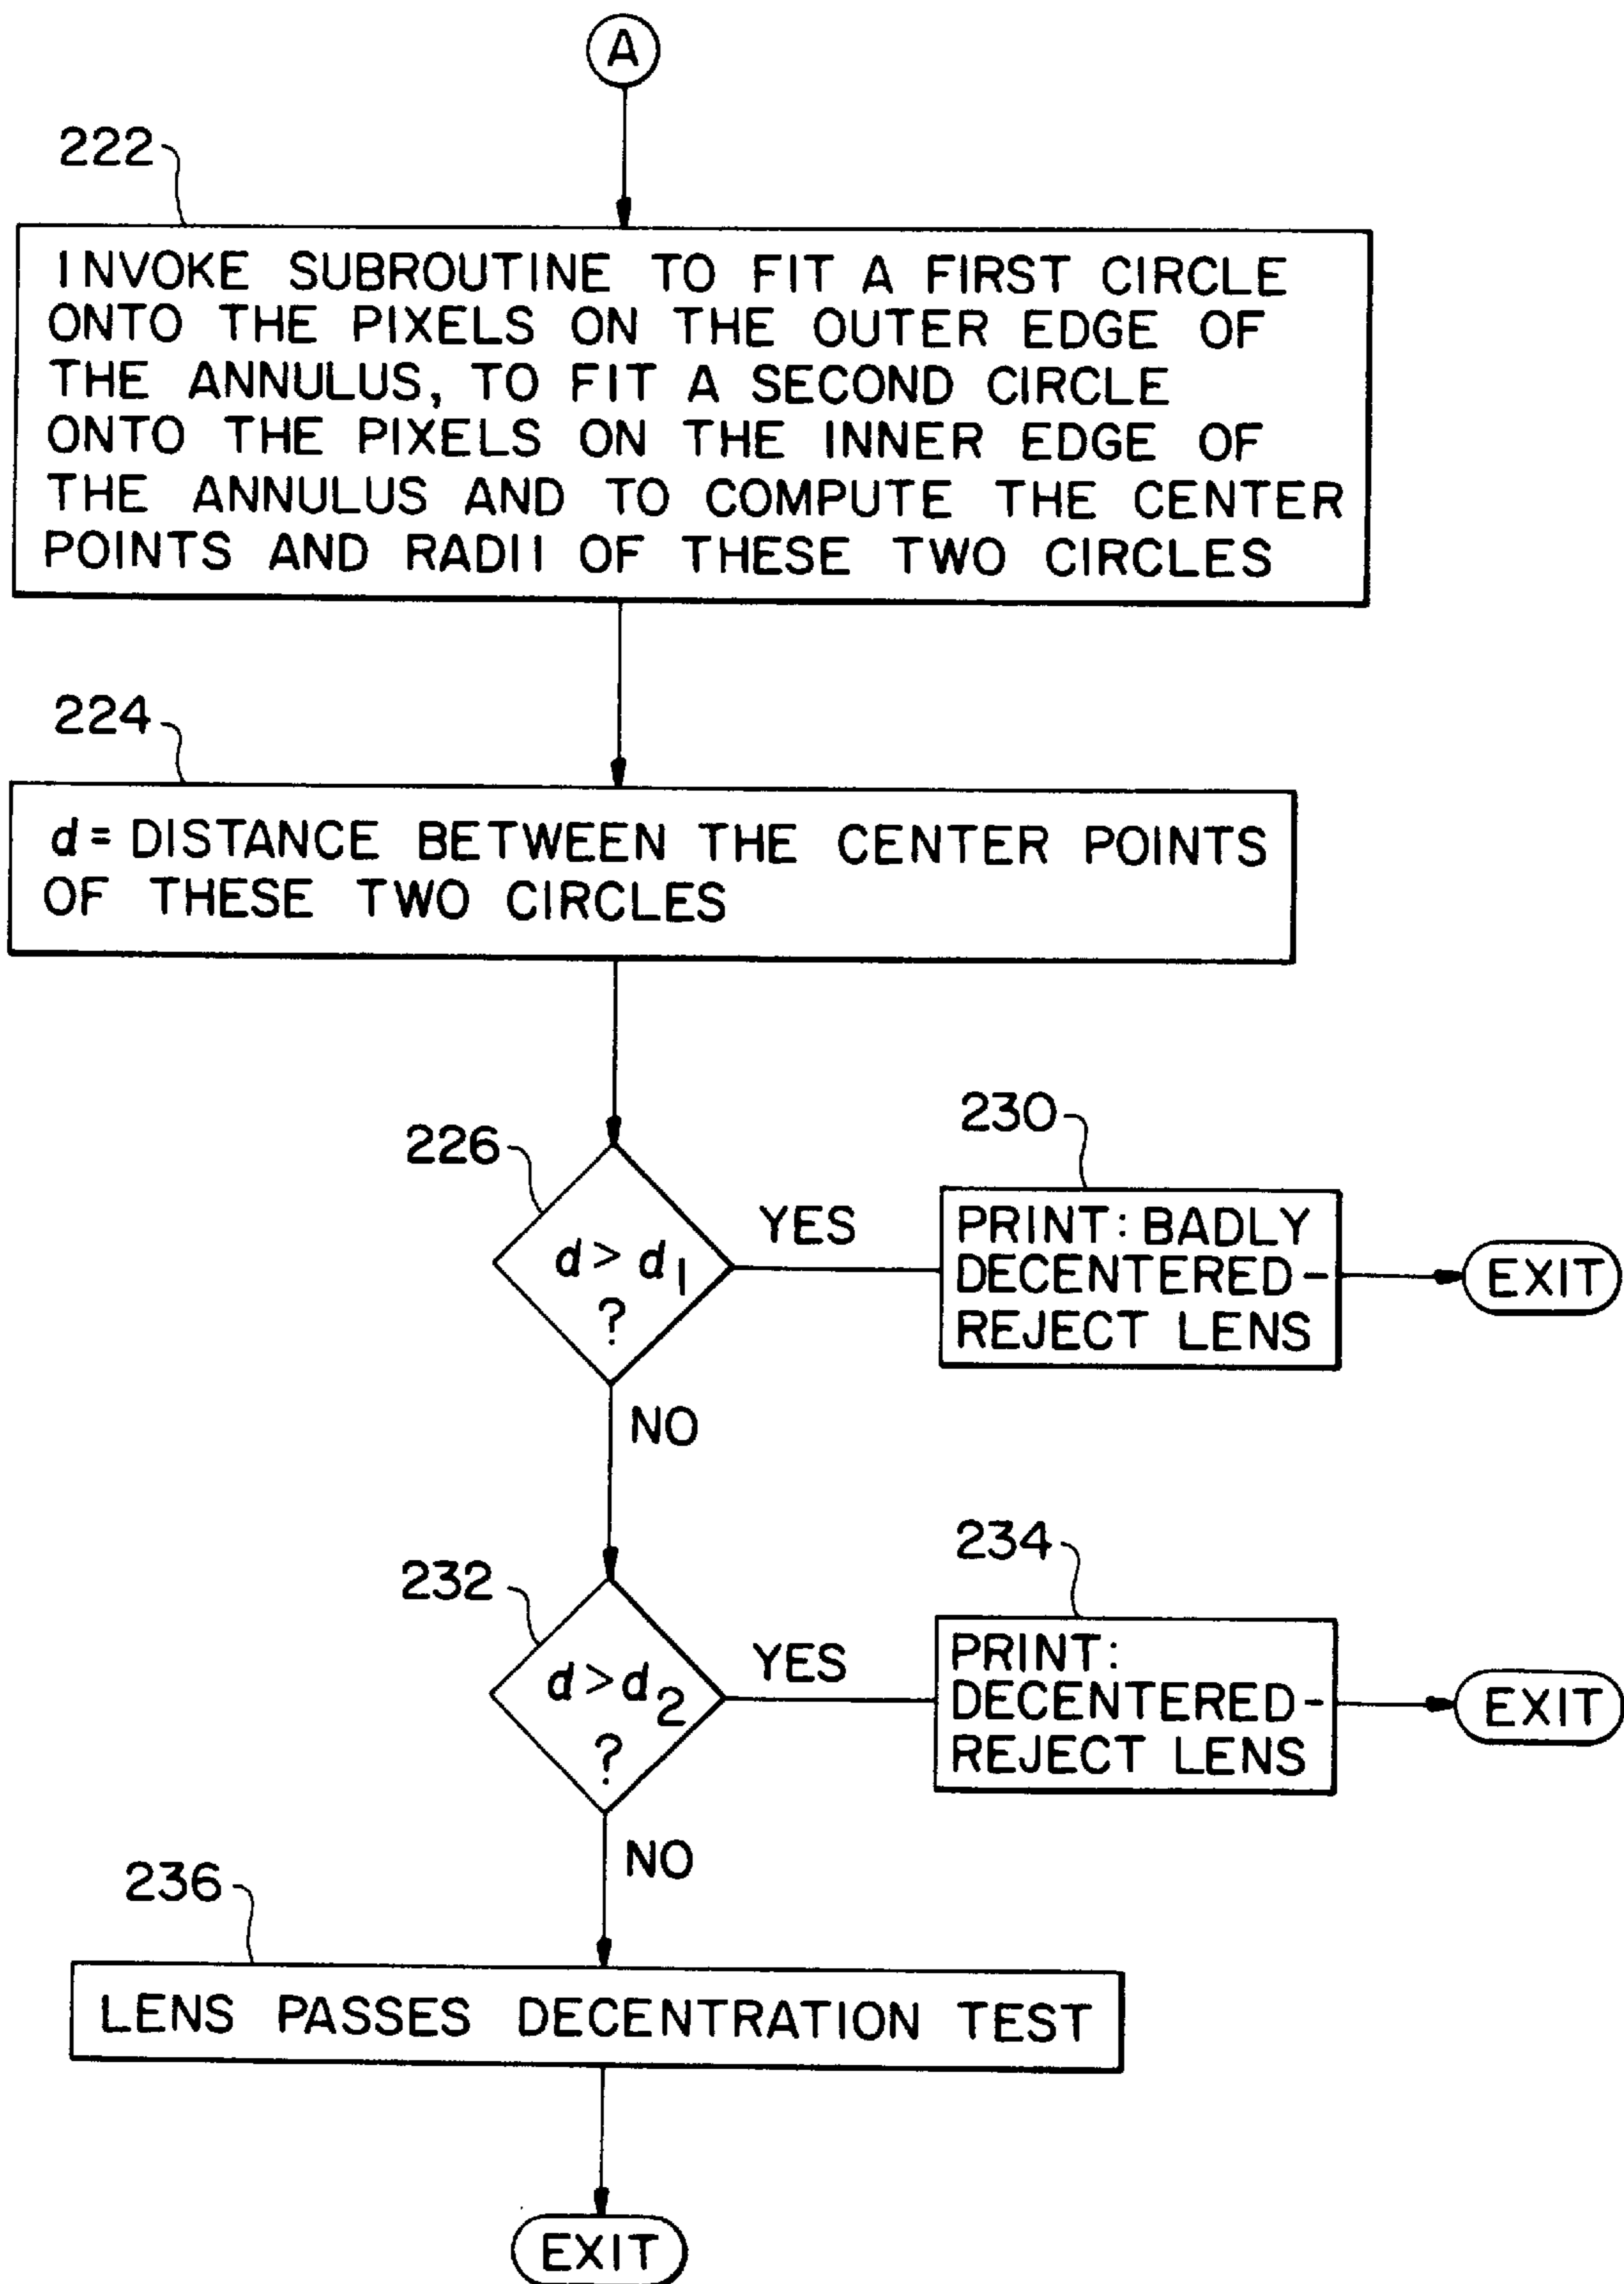 A
222
INVOKE SUBROUTINE TO FIT A FIRST CIRCLE
ONTO THE PIXELS ON THE OUTER EDGE OF
THE ANNULUS, TO FIT A SECOND CIRCLE
ONTO THE PIXELS ON THE INNER EDGE OF
THE ANNULUS AND TO COMPUTE THE CENTER
POINTS AND RADII OF THESE TWO CIRCLES
224
d = DISTANCE BETWEEN THE CENTER POINTS
OF THESE TWO CIRCLES
226
d > d1
?
YES
230
PRINT: BADLY
DECENTERED-
REJECT LENS
EXIT
NO
232
d > d2
?
YES
234
PRINT:
DECENTERED-
REJECT LENS
EXIT
NO
236
LENS PASSES DECENTRATION TEST
EXIT